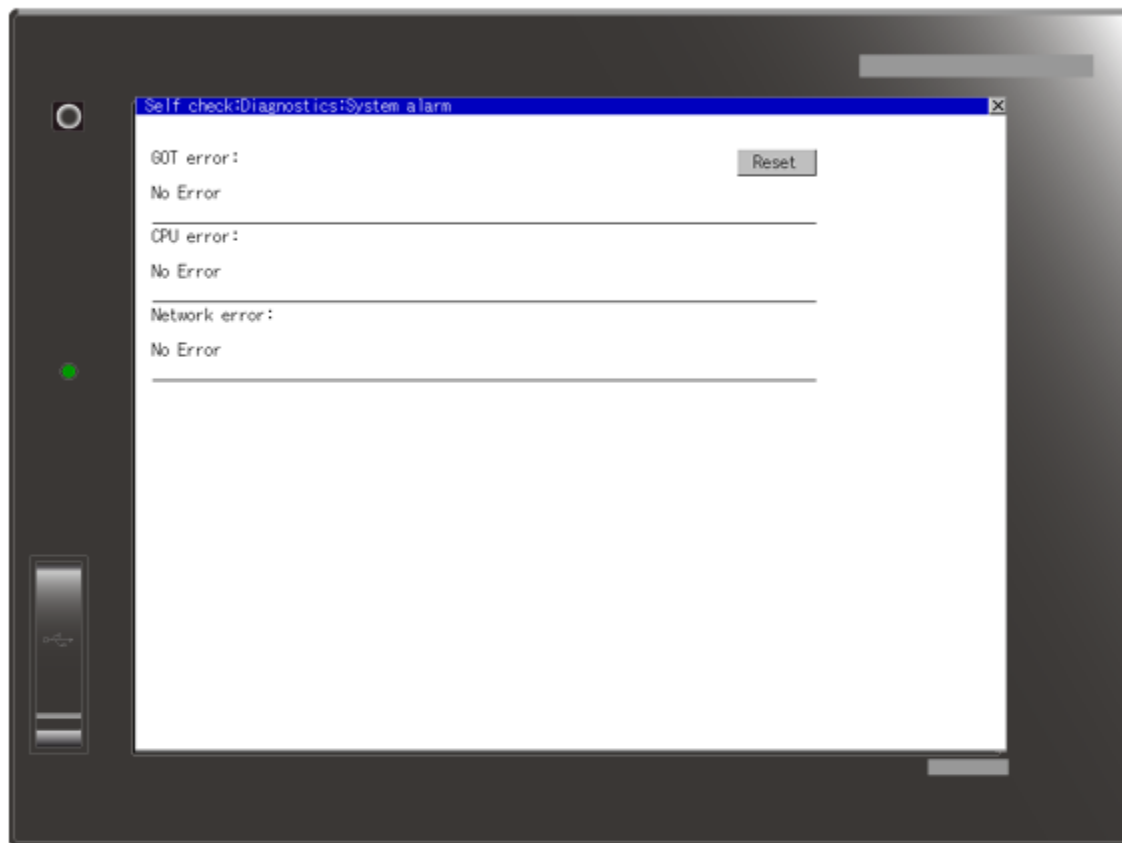 Self check:Diagnostics:System alarm
GOT error:
Reset
No Error
CPU error:
No Error
Network error:
No Error